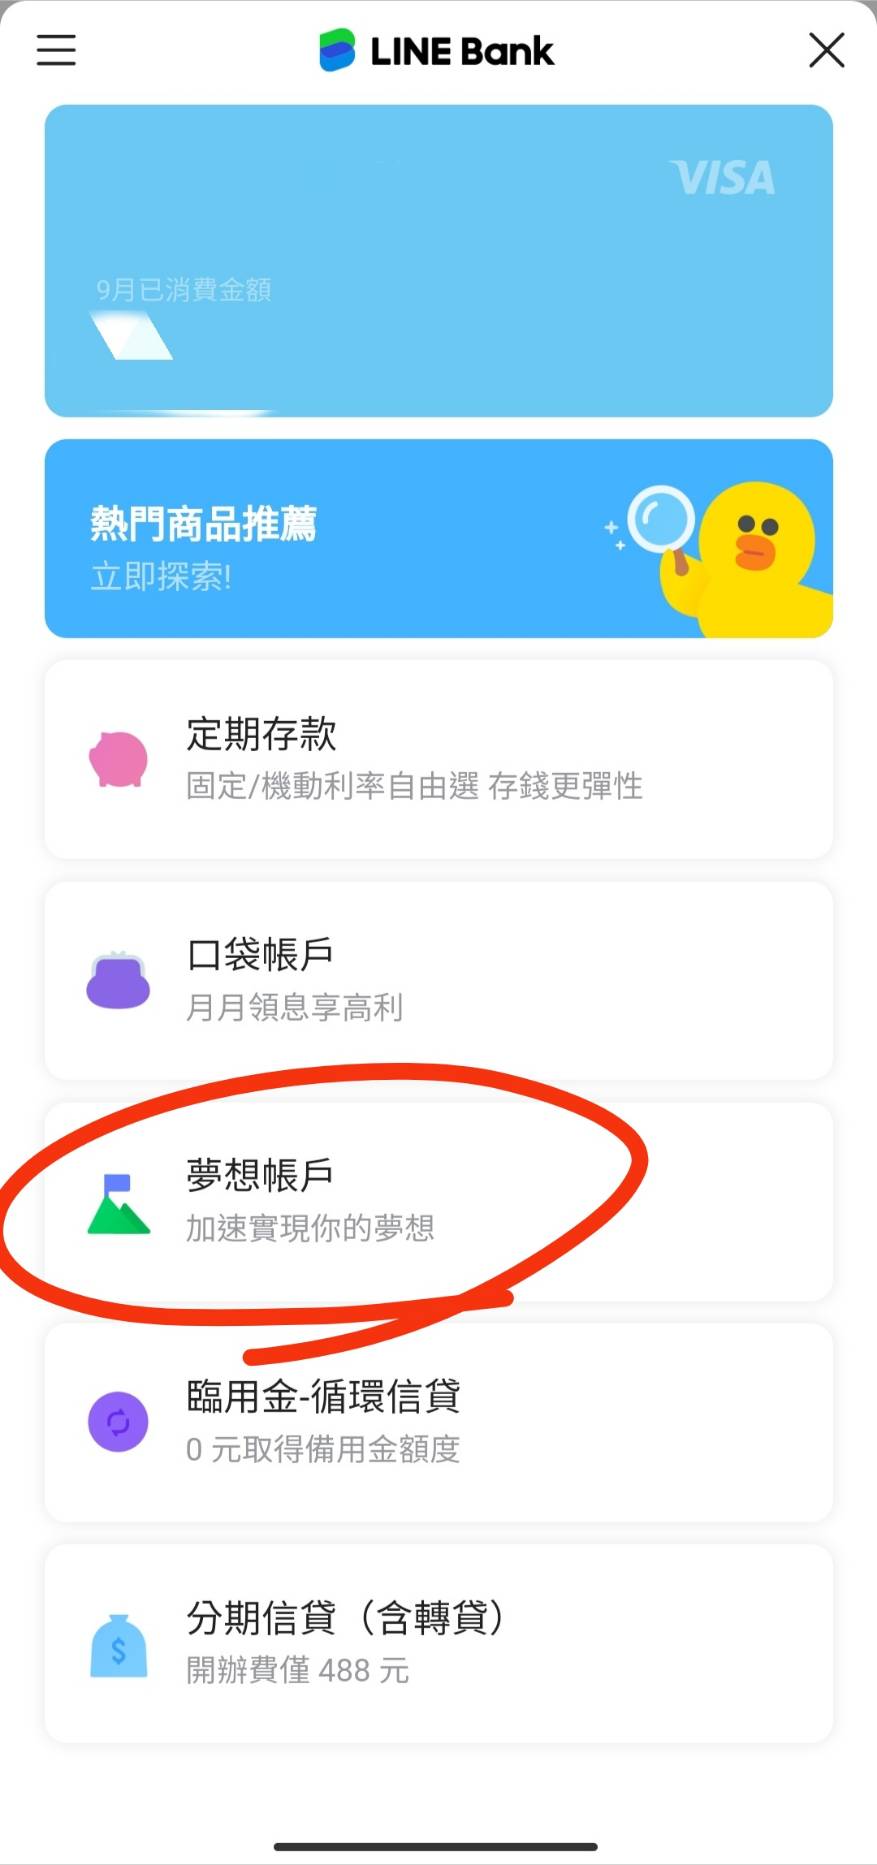 LINE Bank
VISA
9月已消費金額
熱門商品推薦
立即探索!
定期存款
固定/機動利率自由選 存錢更彈性
口袋帳戶
月月領息享高利
夢想帳戶
加速實現你的夢想
臨用金-循環信貸
0 元取得備用金額度
$
分期信貸（含轉貸）
開辦費僅 488 元